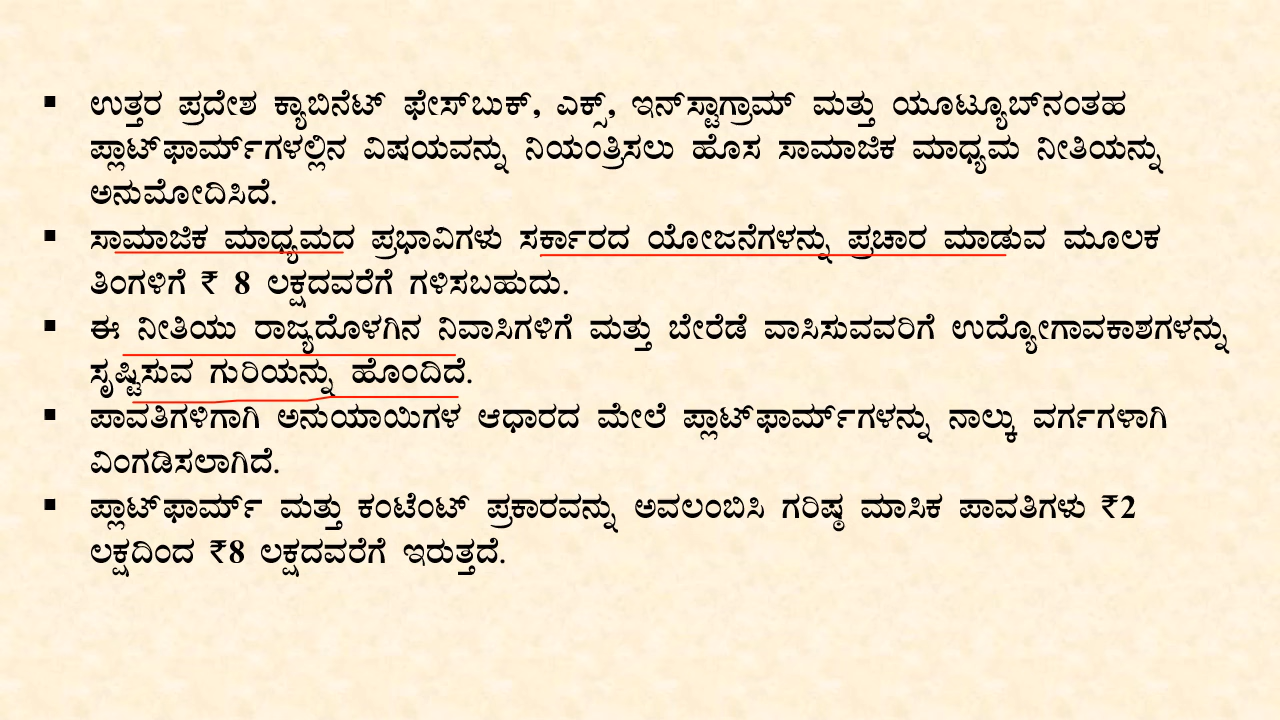 ▪ ಉತ್ತರ ಪ್ರದೇಶ ಕ್ಯಾಬಿನೆಟ್ ಫೇಸ್‌ಬುಕ್, ಎಕ್ಸ್, ಇನ್‌ಸ್ಟಾಗ್ರಾಮ್ ಮತ್ತು ಯೂಟ್ಯೂಬ್‌ನಂತಹ
ಪ್ಲಾಟ್‌ಫಾರ್ಮ್‌ಗಳಲ್ಲಿನ ವಿಷಯವನ್ನು ನಿಯಂತ್ರಿಸಲು ಹೊಸ ಸಾಮಾಜಿಕ ಮಾಧ್ಯಮ ನೀತಿಯನ್ನು
ಅನುಮೋದಿಸಿದೆ.
▪ ಸಾಮಾಜಿಕ ಮಾಧ್ಯಮದ ಪ್ರಭಾವಿಗಳು ಸರ್ಕಾರದ ಯೋಜನೆಗಳನ್ನು ಪ್ರಚಾರ ಮಾಡುವ ಮೂಲಕ
ತಿಂಗಳಿಗೆ ₹ 8 ಲಕ್ಷದವರೆಗೆ ಗಳಿಸಬಹುದು.
▪ ಈ ನೀತಿಯು ರಾಜ್ಯದೊಳಗಿನ ನಿವಾಸಿಗಳಿಗೆ ಮತ್ತು ಬೇರೆಡೆ ವಾಸಿಸುವವರಿಗೆ ಉದ್ಯೋಗಾವಕಾಶಗಳನ್ನು
ಸೃಷ್ಟಿಸುವ ಗುರಿಯನ್ನು ಹೊಂದಿದೆ.
▪ ಪಾವತಿಗಳಿಗಾಗಿ ಅನುಯಾಯಿಗಳ ಆಧಾರದ ಮೇಲೆ ಪ್ಲಾಟ್‌ಫಾರ್ಮ್‌ಗಳನ್ನು ನಾಲ್ಕು ವರ್ಗಗಳಾಗಿ
ವಿಂಗಡಿಸಲಾಗಿದೆ.
▪ ಪ್ಲಾಟ್‌ಫಾರ್ಮ್ ಮತ್ತು ಕಂಟೆಂಟ್ ಪ್ರಕಾರವನ್ನು ಅವಲಂಬಿಸಿ ಗರಿಷ್ಠ ಮಾಸಿಕ ಪಾವತಿಗಳು ₹2
ಲಕ್ಷದಿಂದ ₹8 ಲಕ್ಷದವರೆಗೆ ಇರುತ್ತದೆ.